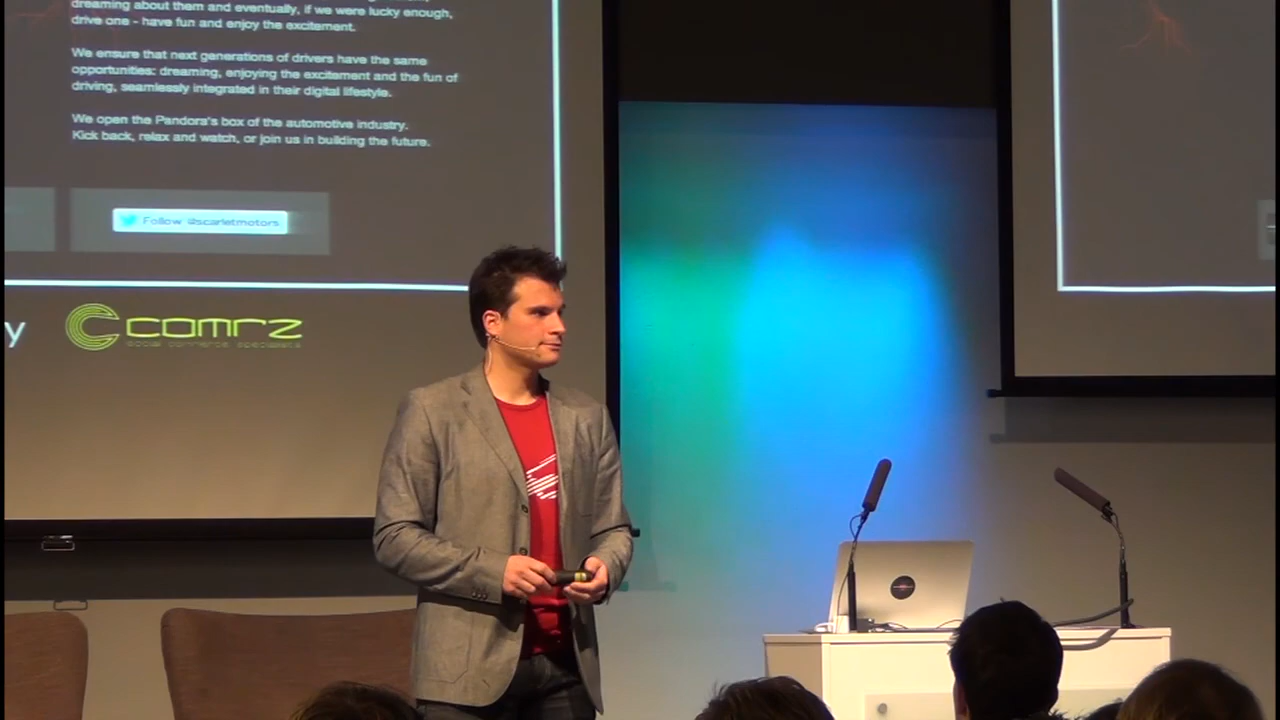 dreaming about them and eventually, if we were lucky enough,
drive one - have fun and enjoy the excitement.
We ensure that next generations of drivers have the same
opportunities: dreaming, enjoying the excitement and the fun of
driving, seamlessly integrated in their digital lifestyle.
We open the Pandora's box of the automotive industry.
Kick back, relax and watch, or join us in building the future.
Follow @scarletmotors
y
comrz
social commerce specialists